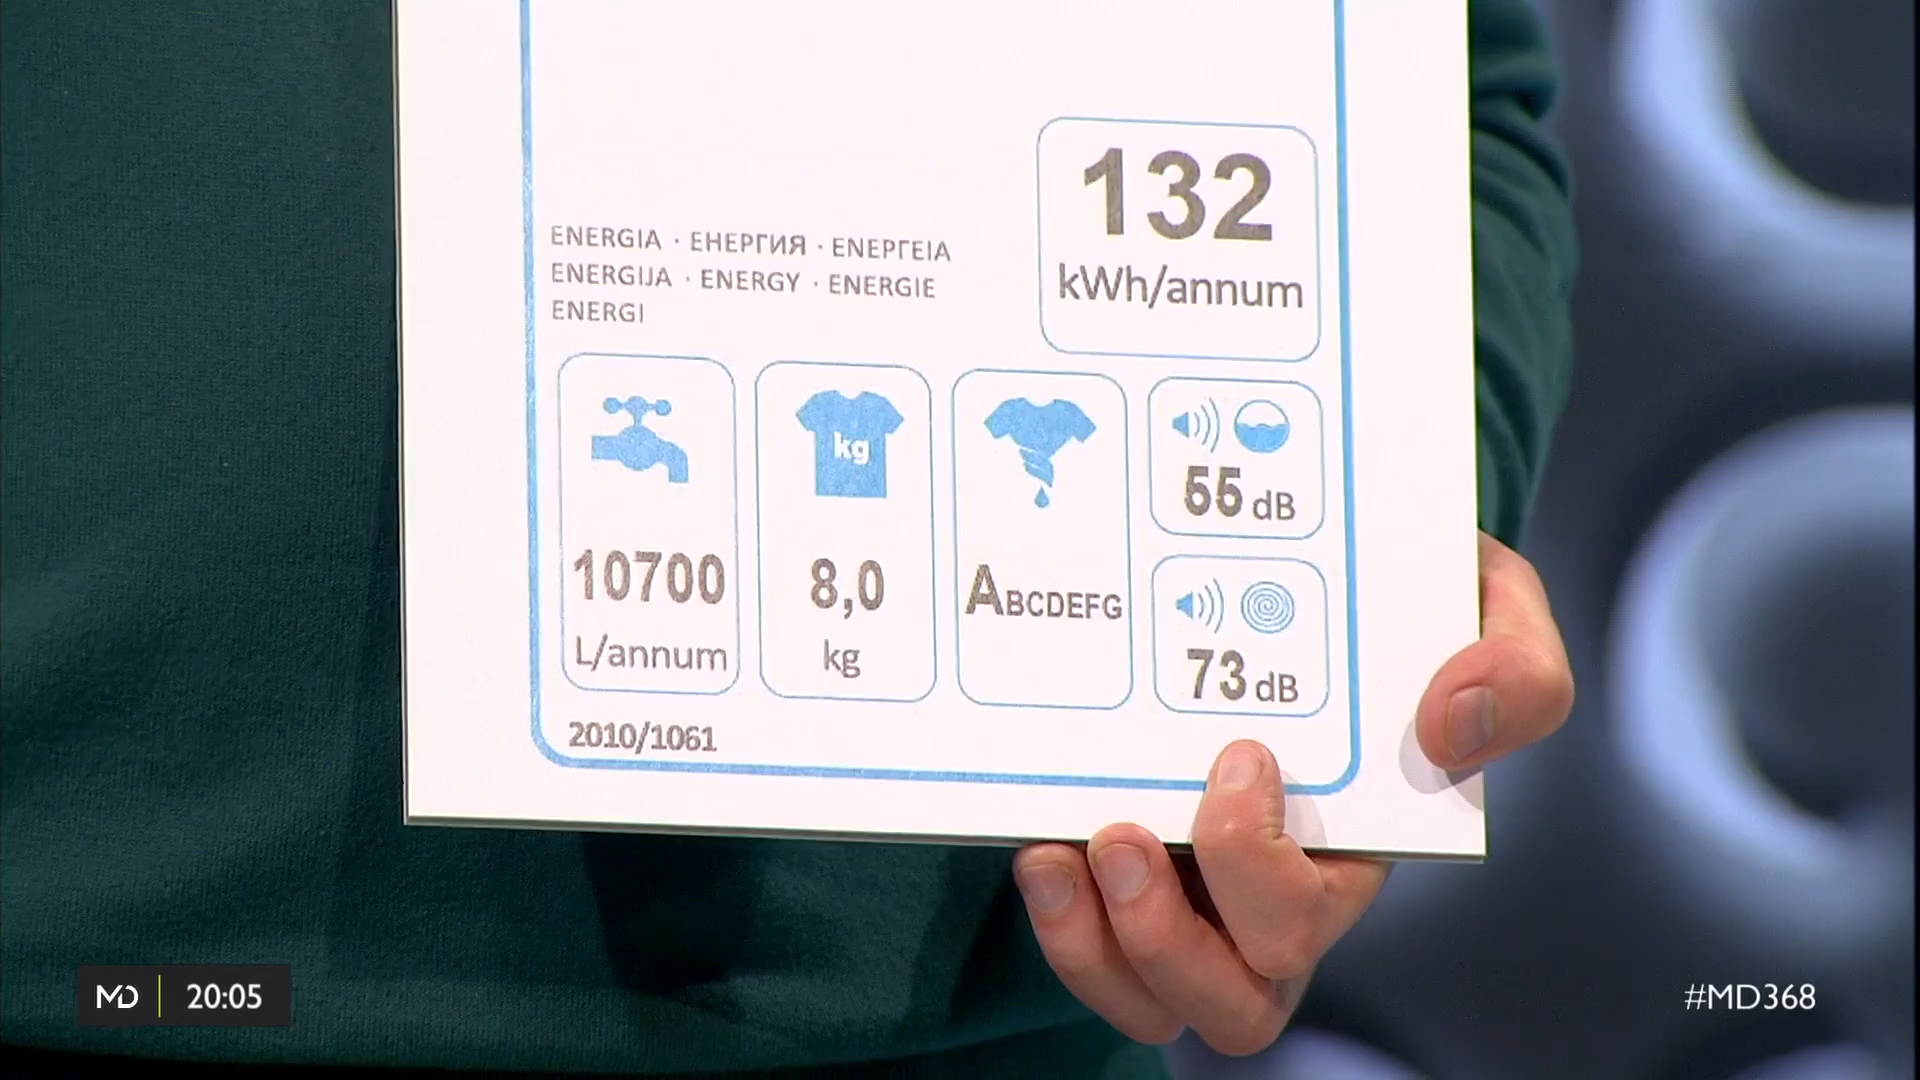 132
kWh/annum
ENERGIA · ЕНЕРГИЯ · ΕΝΕΡΓΕΙΑ
ENERGIJA · ENERGY · ENERGIE
ENERGI
kg
10700
L/annum
8,0
kg
ABCDEFG
55 dB
73 dB
2010/1061
MD 20:05
#MD368